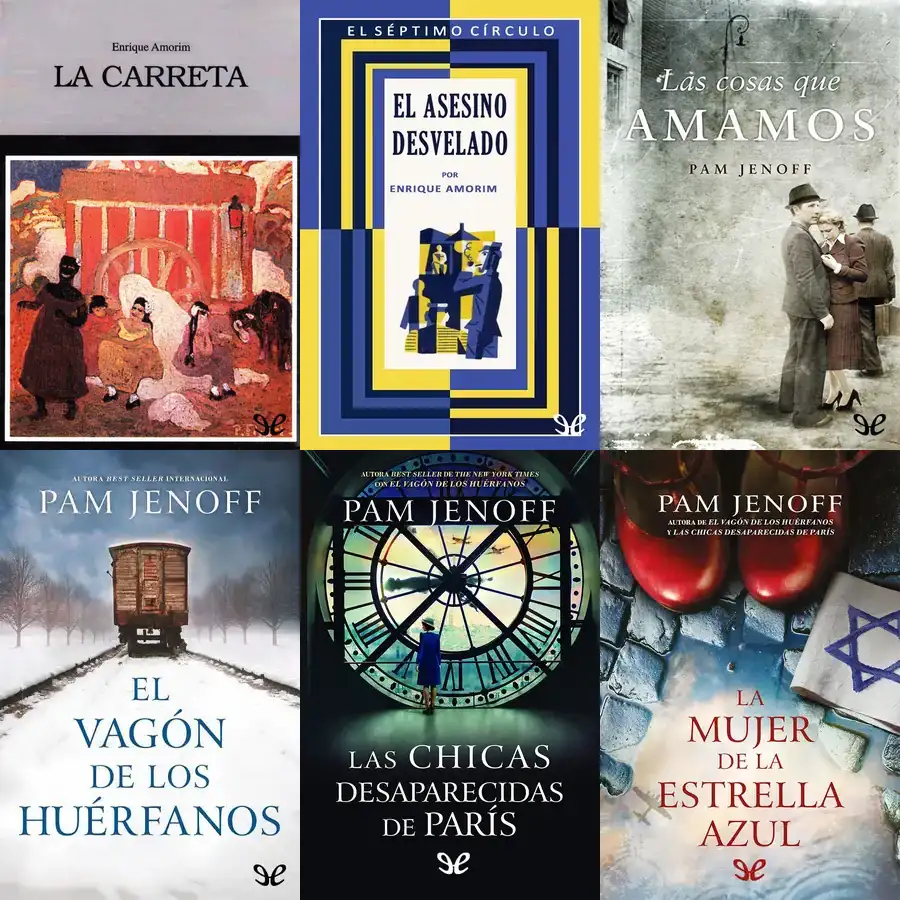 Enrique Amorim
LA CARRETA
EL SÉPTIMO CÍRCULO
EL ASESINO
DESVELADO
POR
ENRIQUE AMORIM
Las cosas que
AMAMOS
PAM JENOFF
AUTORA BEST SELLER INTERNACIONAL
PAM JENOFF
EL
VAGÓN
DE LOS
HUÉRFANOS
AUTORA BEST SELLER DE THE NEW YORK TIMES
CON EL VAGÓN DE LOS HUÉRFANOS
PAM JENOFF
LAS CHICAS
DESAPARECIDAS
DE PARÍS
PAM JENOFF
AUTORA DE EL VAGÓN DE LOS HUÉRFANOS
Y LAS CHICAS DESAPARECIDAS DE PARÍS
LA
MUJER
DE LA
ESTRELLA
AZUL